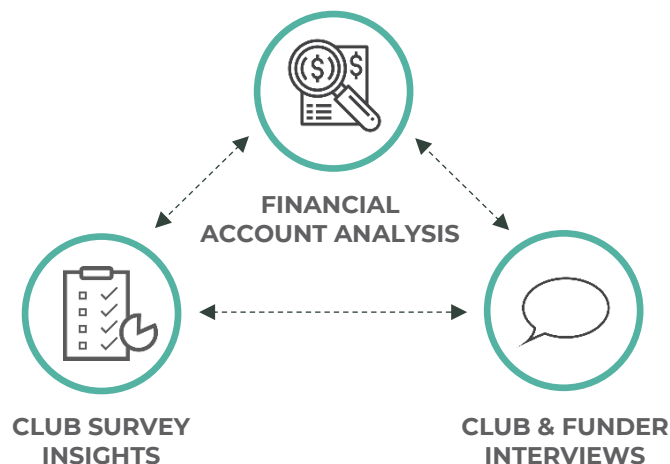 ($) $
FINANCIAL
ACCOUNT ANALYSIS
CLUB SURVEY
INSIGHTS
CLUB & FUNDER
INTERVIEWS